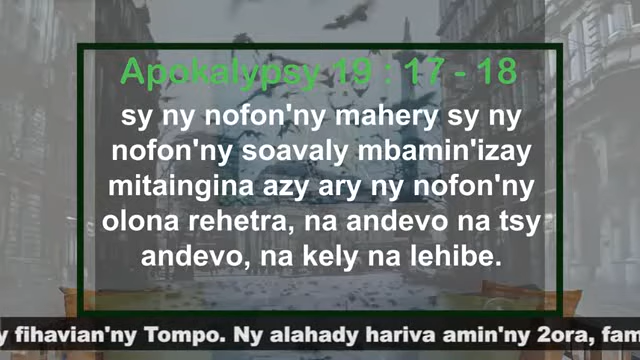 Apokalypsy 19 : 17 - 18
sy ny nofon'ny mahery sy ny
nofon'ny soavaly mbamin'izay
mitaingina azy ary ny nofon'ny
olona rehetra, na andevo na tsy
andevo, na kely na lehibe.
y fihavian'ny Tompo. Ny alahady hariva amin'ny 2ora, fam